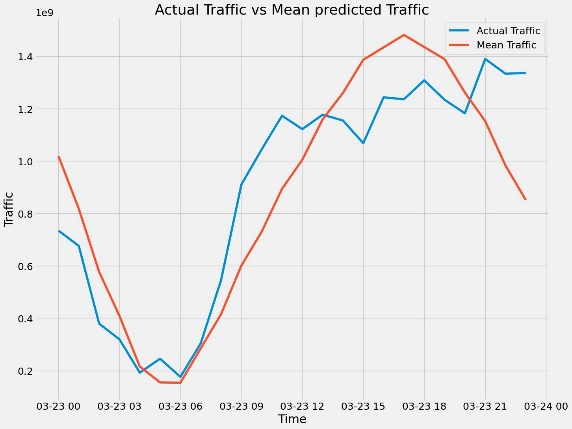 Actual Traffic vs Mean predicted Traffic
1e9
Actual Traffic
Mean Traffic
1.4
1.2
1.0
0.8
0.6
0.4
0.2
Traffic
03-23 00 03-23 03 03-23 06 03-23 09 03-23 12 03-23 15 03-23 18 03-23 21 03-24 00
Time